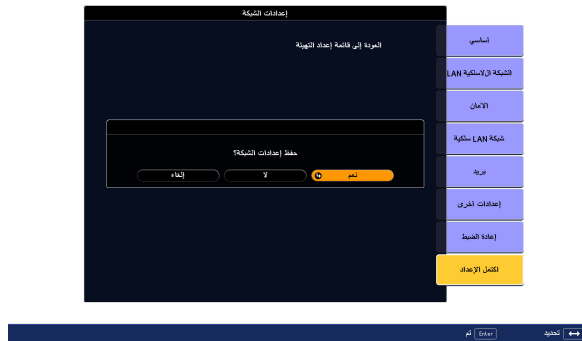 إعدادات الشبكة
العودة إلى قائمة إعداد التهيئة
أساسي
الشبكة اللاسلكية LAN
الأمان
شبكة LAN سلكية
بريد
إعدادات أخرى
إعادة الضبط
اكتمل الإعداد
حفظ إعدادات الشبكة؟
نعم
لا
إلغاء
تحديد
Enter تم